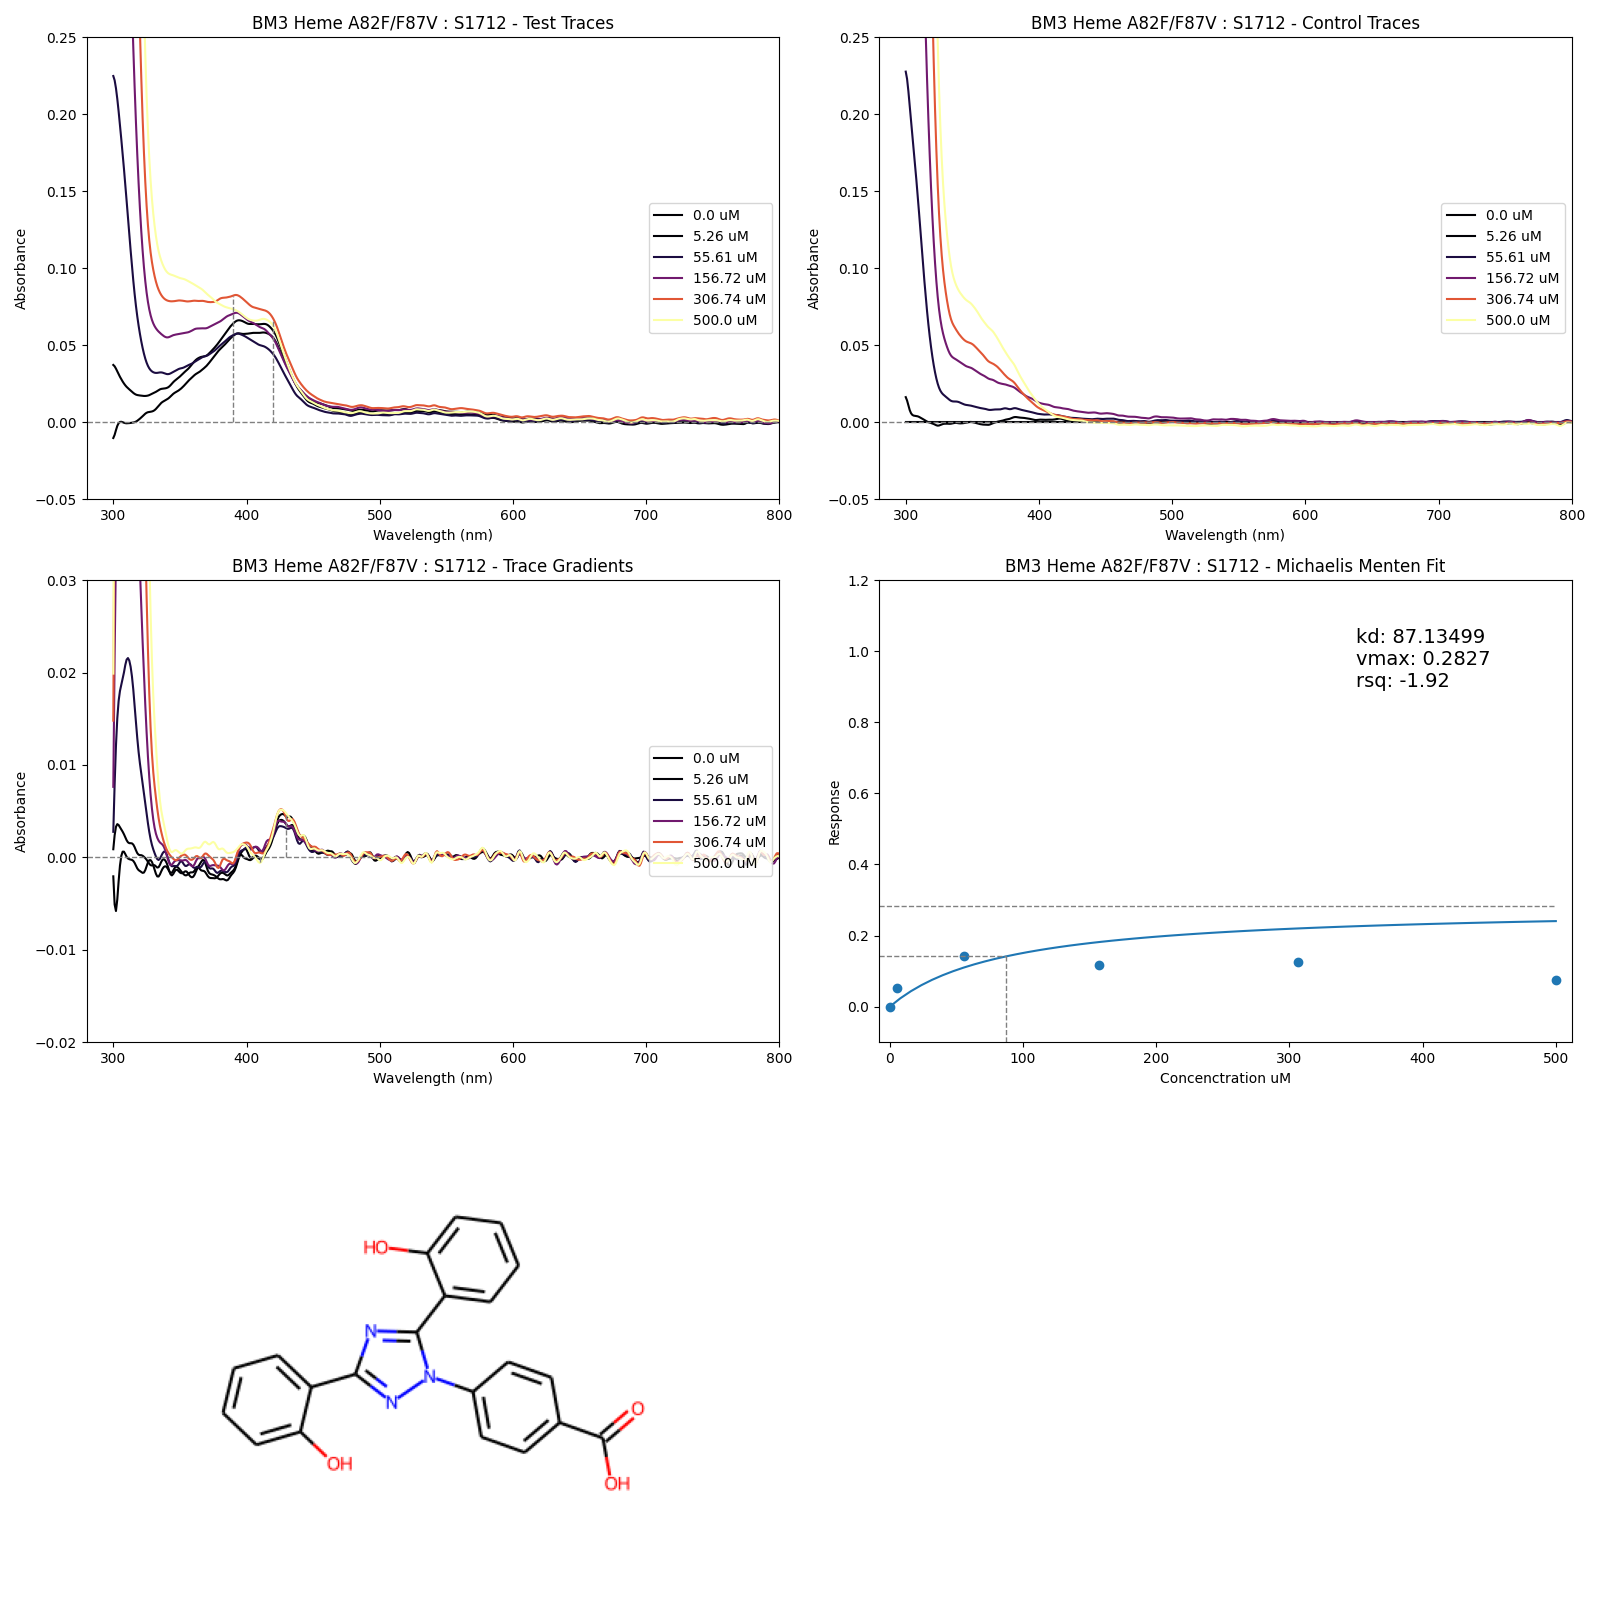 BM3 Heme A82F/F87V : S1712 - Test Traces
0.25
0.20
0.15
0.10
0.05
0.00
−0.05
Absorbance
300
400
500
600
700
800
Wavelength (nm)
0.0 uM
5.26 uM
55.61 uM
156.72 uM
306.74 uM
500.0 uM
BM3 Heme A82F/F87V : S1712 - Control Traces
0.25
0.20
0.15
0.10
0.05
0.00
−0.05
Absorbance
300
400
500
600
700
800
Wavelength (nm)
0.0 uM
5.26 uM
55.61 uM
156.72 uM
306.74 uM
500.0 uM
BM3 Heme A82F/F87V : S1712 - Trace Gradients
0.03
0.02
0.01
0.00
−0.01
−0.02
Absorbance
300
400
500
600
700
800
Wavelength (nm)
0.0 uM
5.26 uM
55.61 uM
156.72 uM
306.74 uM
500.0 uM
BM3 Heme A82F/F87V : S1712 - Michaelis Menten Fit
1.2
1.0
0.8
0.6
0.4
0.2
0.0
Response
kd: 87.13499
vmax: 0.2827
rsq: -1.92
0
100
200
300
400
500
Concenctration uM
HO
N
N
N
O
OH
OH